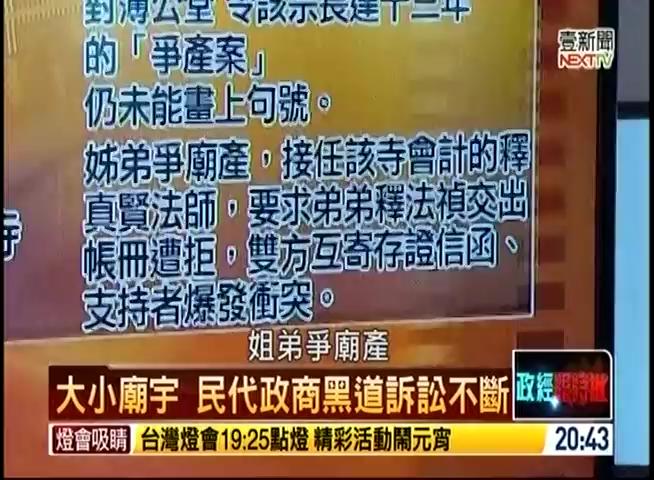 對簿公堂 令該宗長達十三年
的「爭產案」
仍未能畫上句號。
姊弟爭廟產，接任該寺會計的釋
真賢法師，要求弟弟釋法禎交出
帳冊遭拒，雙方互寄存證信函、
支持者爆發衝突。
壹新聞
NEXTTV
姐弟爭廟產
大小廟宇 民代政商黑道訴訟不斷
政經
燈會吸睛
台灣燈會19:25點燈 精彩活動鬧元宵
20:43